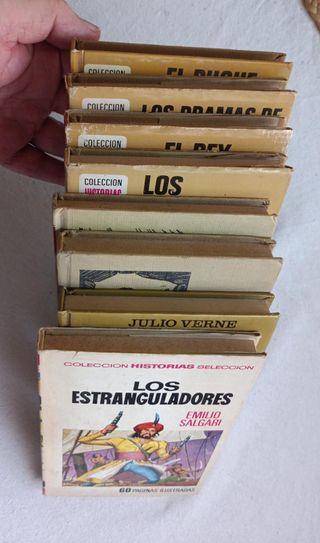 COLECCION
EL DUQUE
COLECCION
LOS DRAMAS DE
COLECCION
EL REY
COLECCION
HISTORIAS
LOS
JULIO VERNE
COLECCION HISTORIAS SELECCION
LOS
ESTRANGULADORES
EMILIO
SALGARI
60 PAGINAS ILUSTRADAS